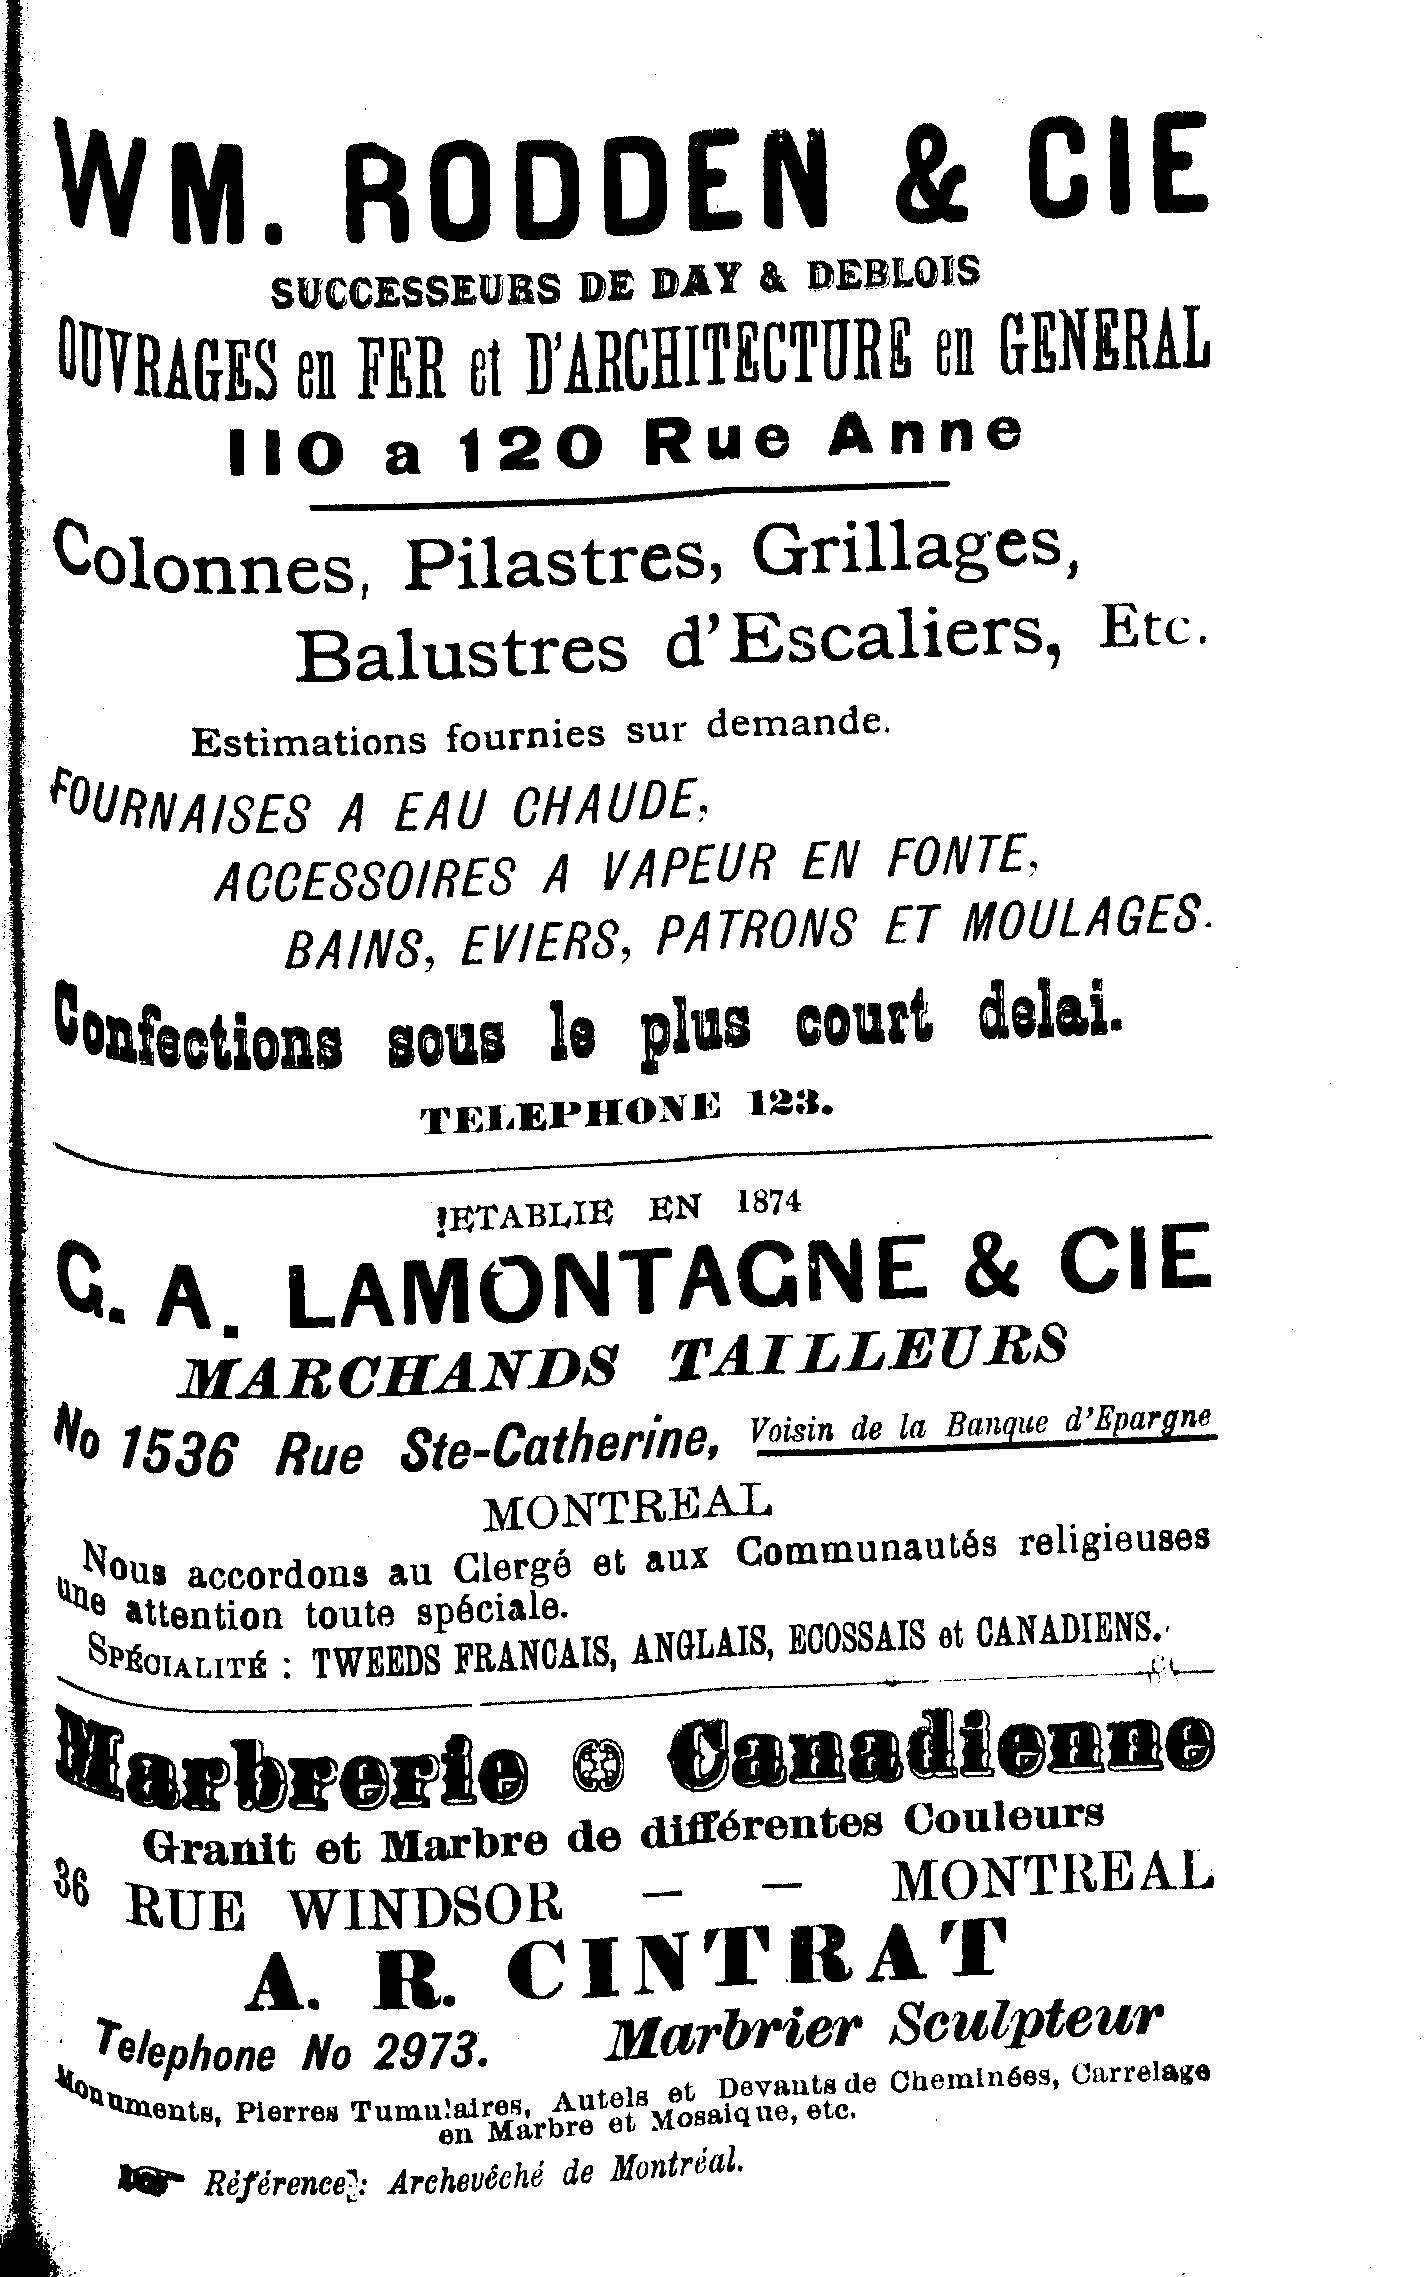 WM. RODDEN & CIE
SUCCESSEURS DE DAY & DEBLOIS
OUVRAGES en FER et D'ARCHITECTURE en GENERAL
110 a 120 Rue Anne
Colonnes, Pilastres, Grillages,
Balustres d'Escaliers, Etc.
Estimations fournies sur demande.
FOURNAISES A EAU CHAUDE,
ACCESSOIRES A VAPEUR EN FONTE,
BAINS, EVIERS, PATRONS ET MOULAGES.
Confections sous le plus court delai.
TELEPHONE 123.
ETABLIE EN 1874
G. A. LAMONTAGNE & CIE
MARCHANDS TAILLEURS
No 1536 Rue Ste-Catherine, Voisin de la Banque d'Epargne
MONTREAL
Nous accordons au Clergé et aux Communautés religieuses
une attention toute spéciale.
SPÉCIALITÉ : TWEEDS FRANCAIS, ANGLAIS, ECOSSAIS et CANADIENS.
Marbrerie Canadienne
Granit et Marbre de différentes Couleurs
36 RUE WINDSOR — — MONTREAL
A. R. CINTRAT
Telephone No 2973. Marbrier Sculpteur
Monuments, Pierres Tumulaires, Autels et Devants de Cheminées, Carrelage
en Marbre et Mosaique, etc.
Référence: Archevêché de Montréal.